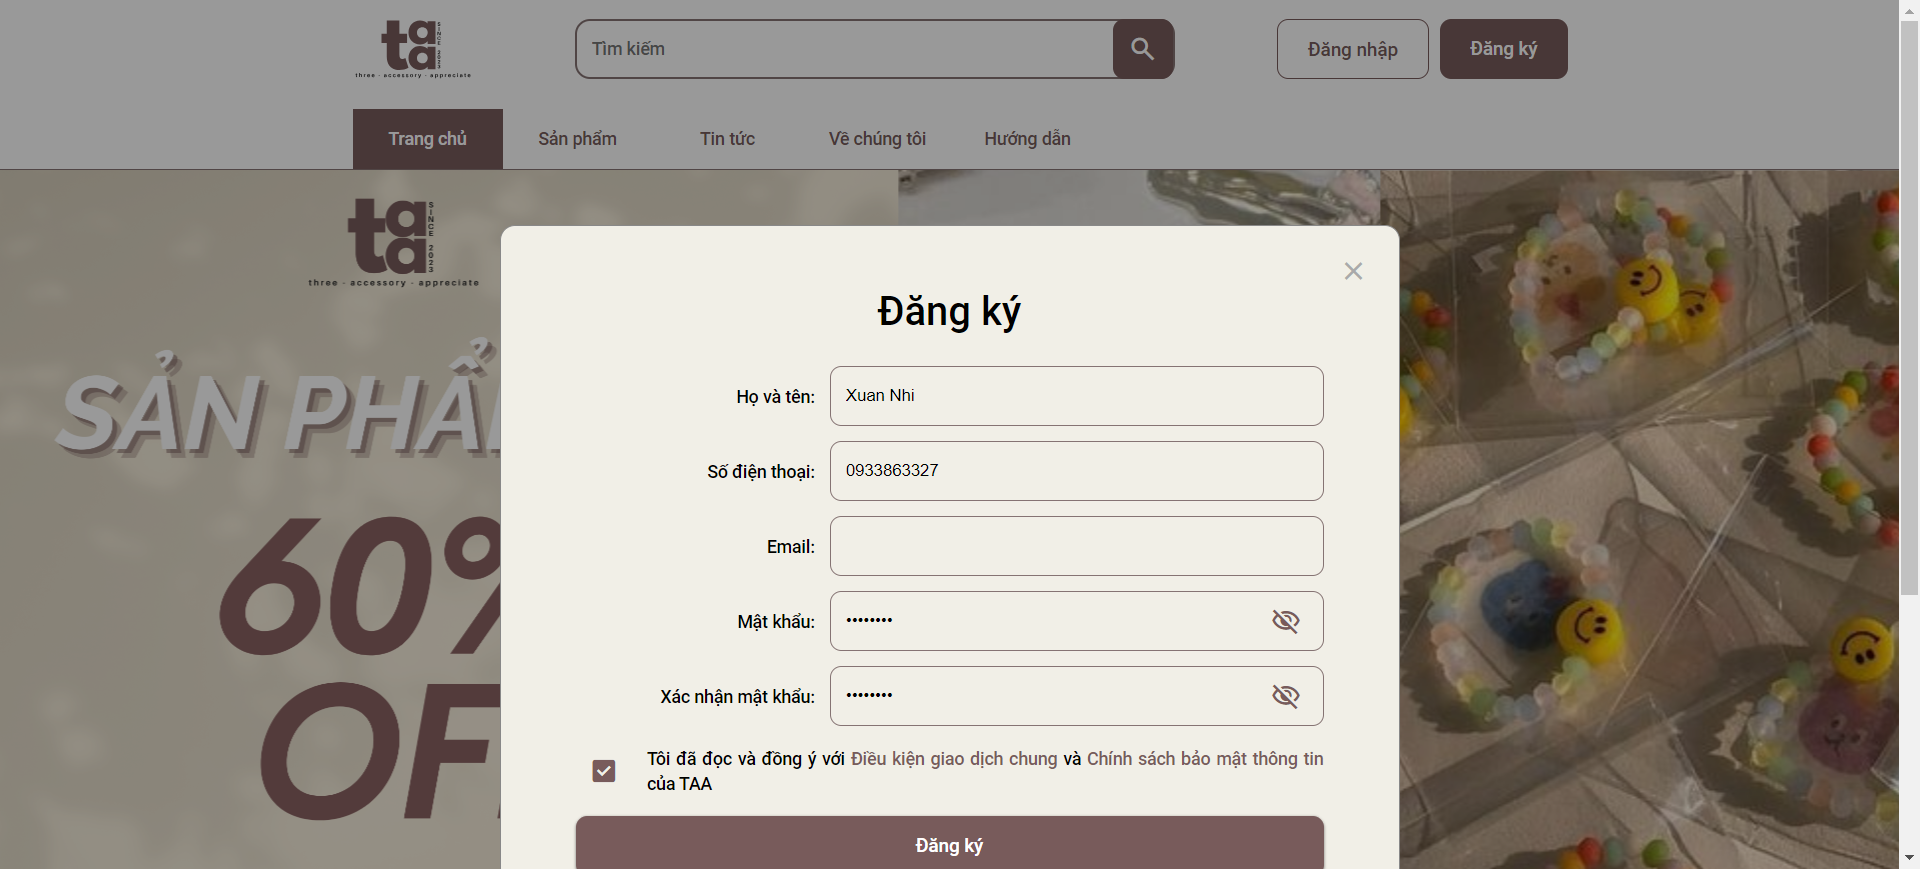 tata
SINCE 2023
three - accessory - appreciate
Tìm kiếm
Đăng nhập
Đăng ký
Trang chủ
Sản phẩm
Tin tức
Về chúng tôi
Hướng dẫn
tata
SINCE 2023
three - accessory - appreciate
SẢN PHẨ
60%
OF
Đăng ký
Họ và tên:
Xuan Nhi
Số điện thoại:
0933863327
Email:
Mật khẩu:
••••••••
Xác nhận mật khẩu:
••••••••
Tôi đã đọc và đồng ý với Điều kiện giao dịch chung và Chính sách bảo mật thông tin
của TAA
Đăng ký